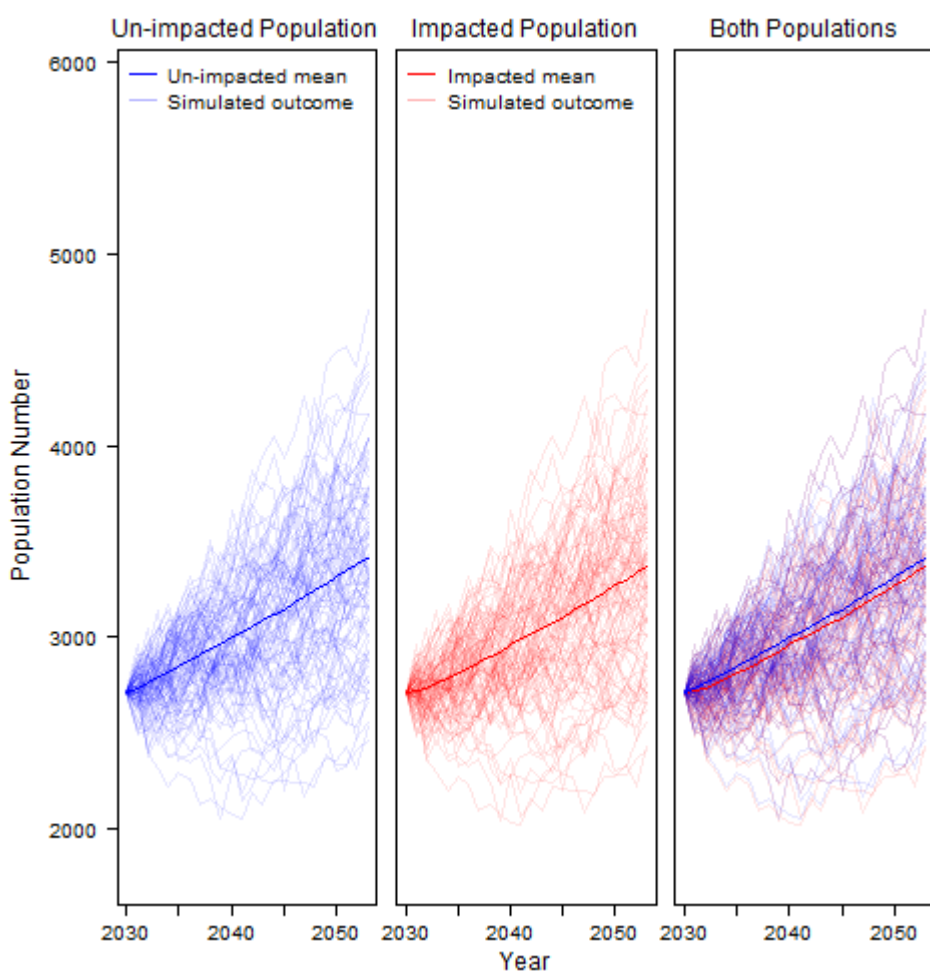 Un-impacted Population
Impacted Population
Both Populations
Un-impacted mean
Simulated outcome
Impacted mean
Simulated outcome
6000
5000
4000
3000
2000
Population Number
2030 2040 2050
2030 2040 2050
2030 2040 2050
Year